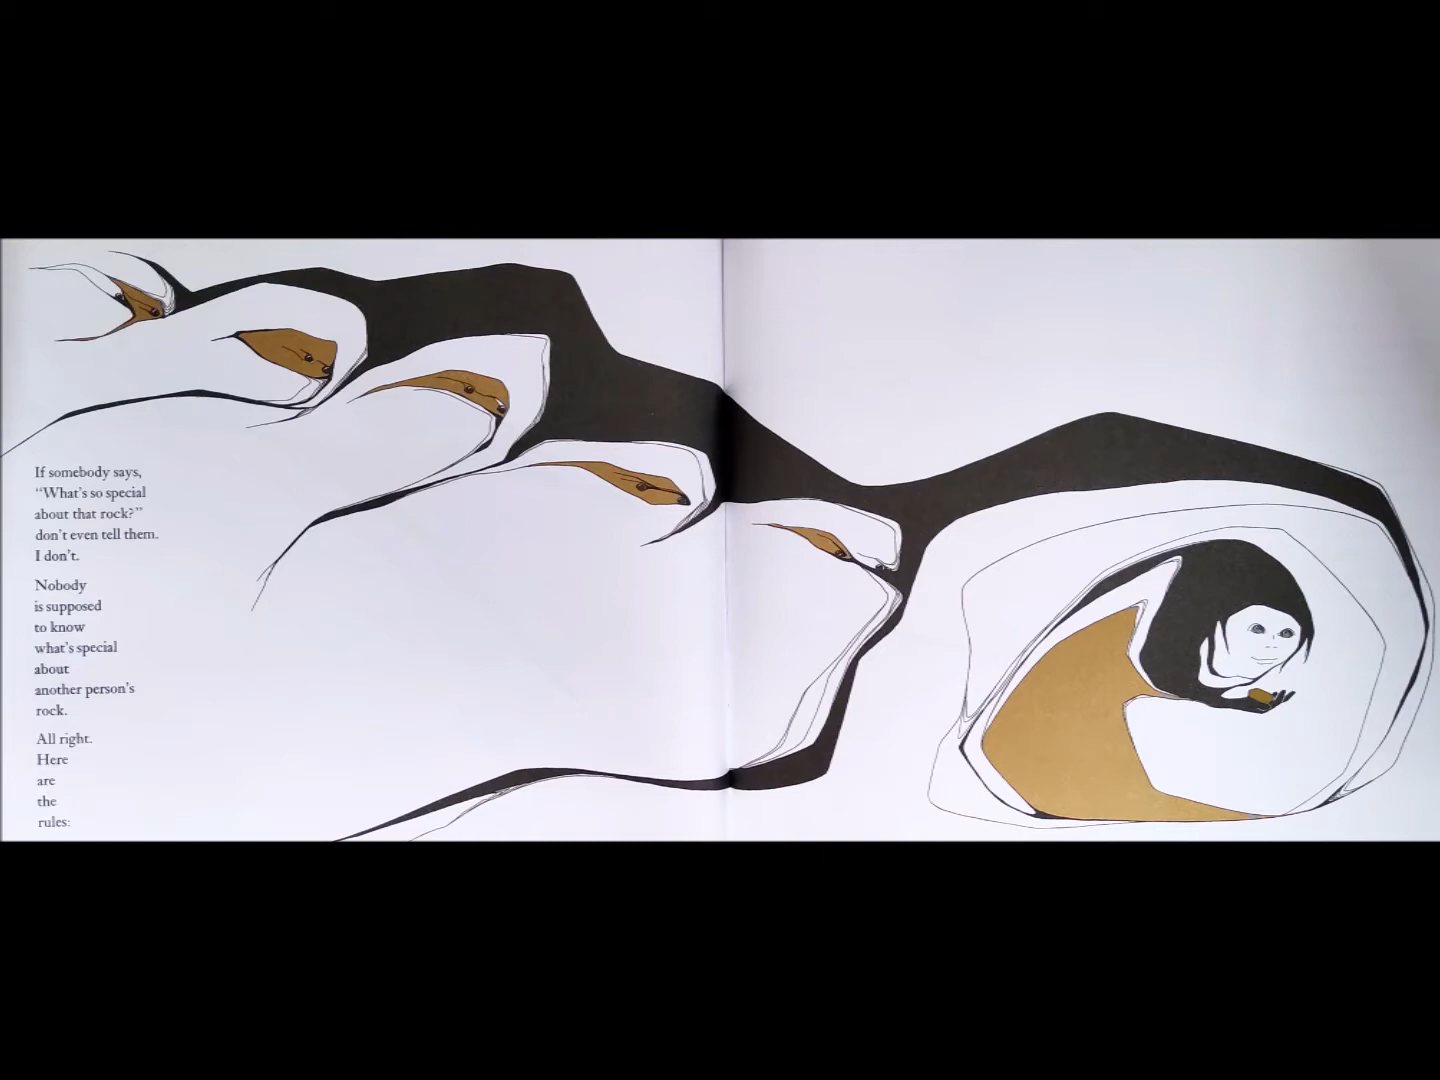 If somebody says,
“What’s so special
about that rock?”
don’t even tell them.
I don’t.
Nobody
is supposed
to know
what’s special
about
another person’s
rock.
All right.
Here
are
the
rules: